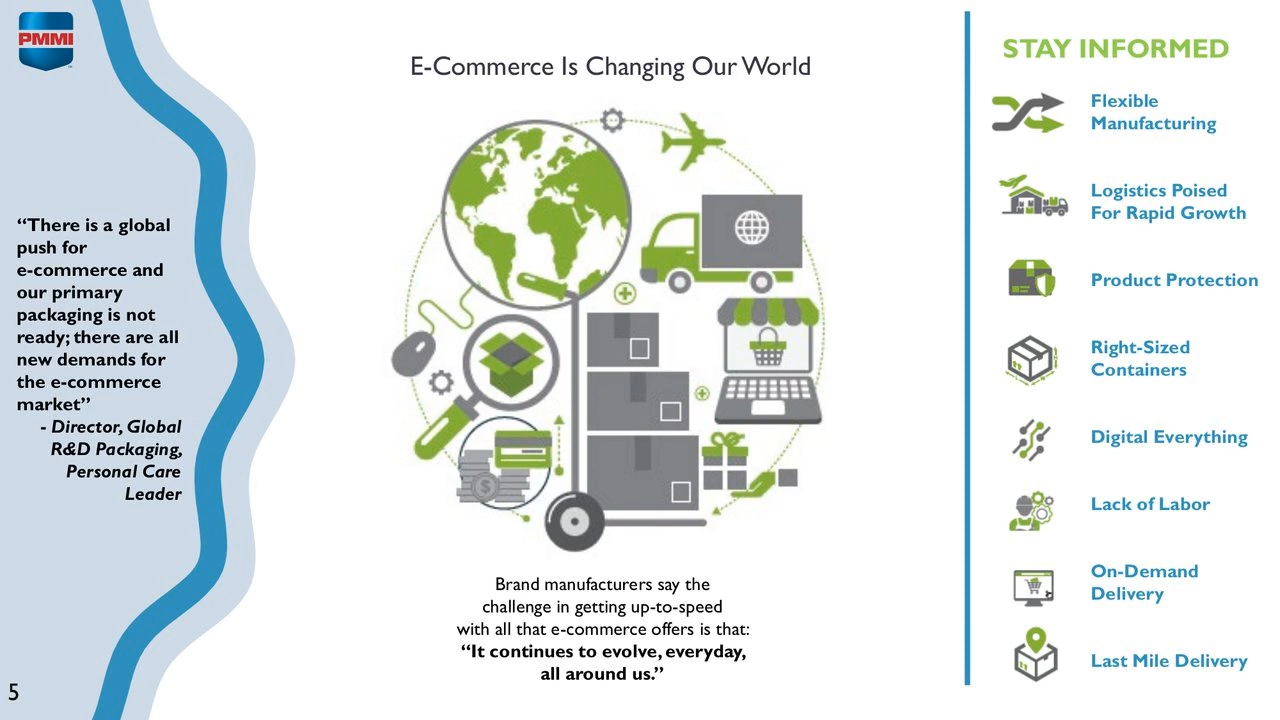 PMMI
“There is a global
push for
e-commerce and
our primary
packaging is not
ready; there are all
new demands for
the e-commerce
market”
- Director, Global
R&D Packaging,
Personal Care
Leader
5
E-Commerce Is Changing Our World
$
Brand manufacturers say the
challenge in getting up-to-speed
with all that e-commerce offers is that:
“It continues to evolve, everyday,
all around us.”
STAY INFORMED
Flexible
Manufacturing
Logistics Poised
For Rapid Growth
Product Protection
Right-Sized
Containers
Digital Everything
Lack of Labor
On-Demand
Delivery
Last Mile Delivery